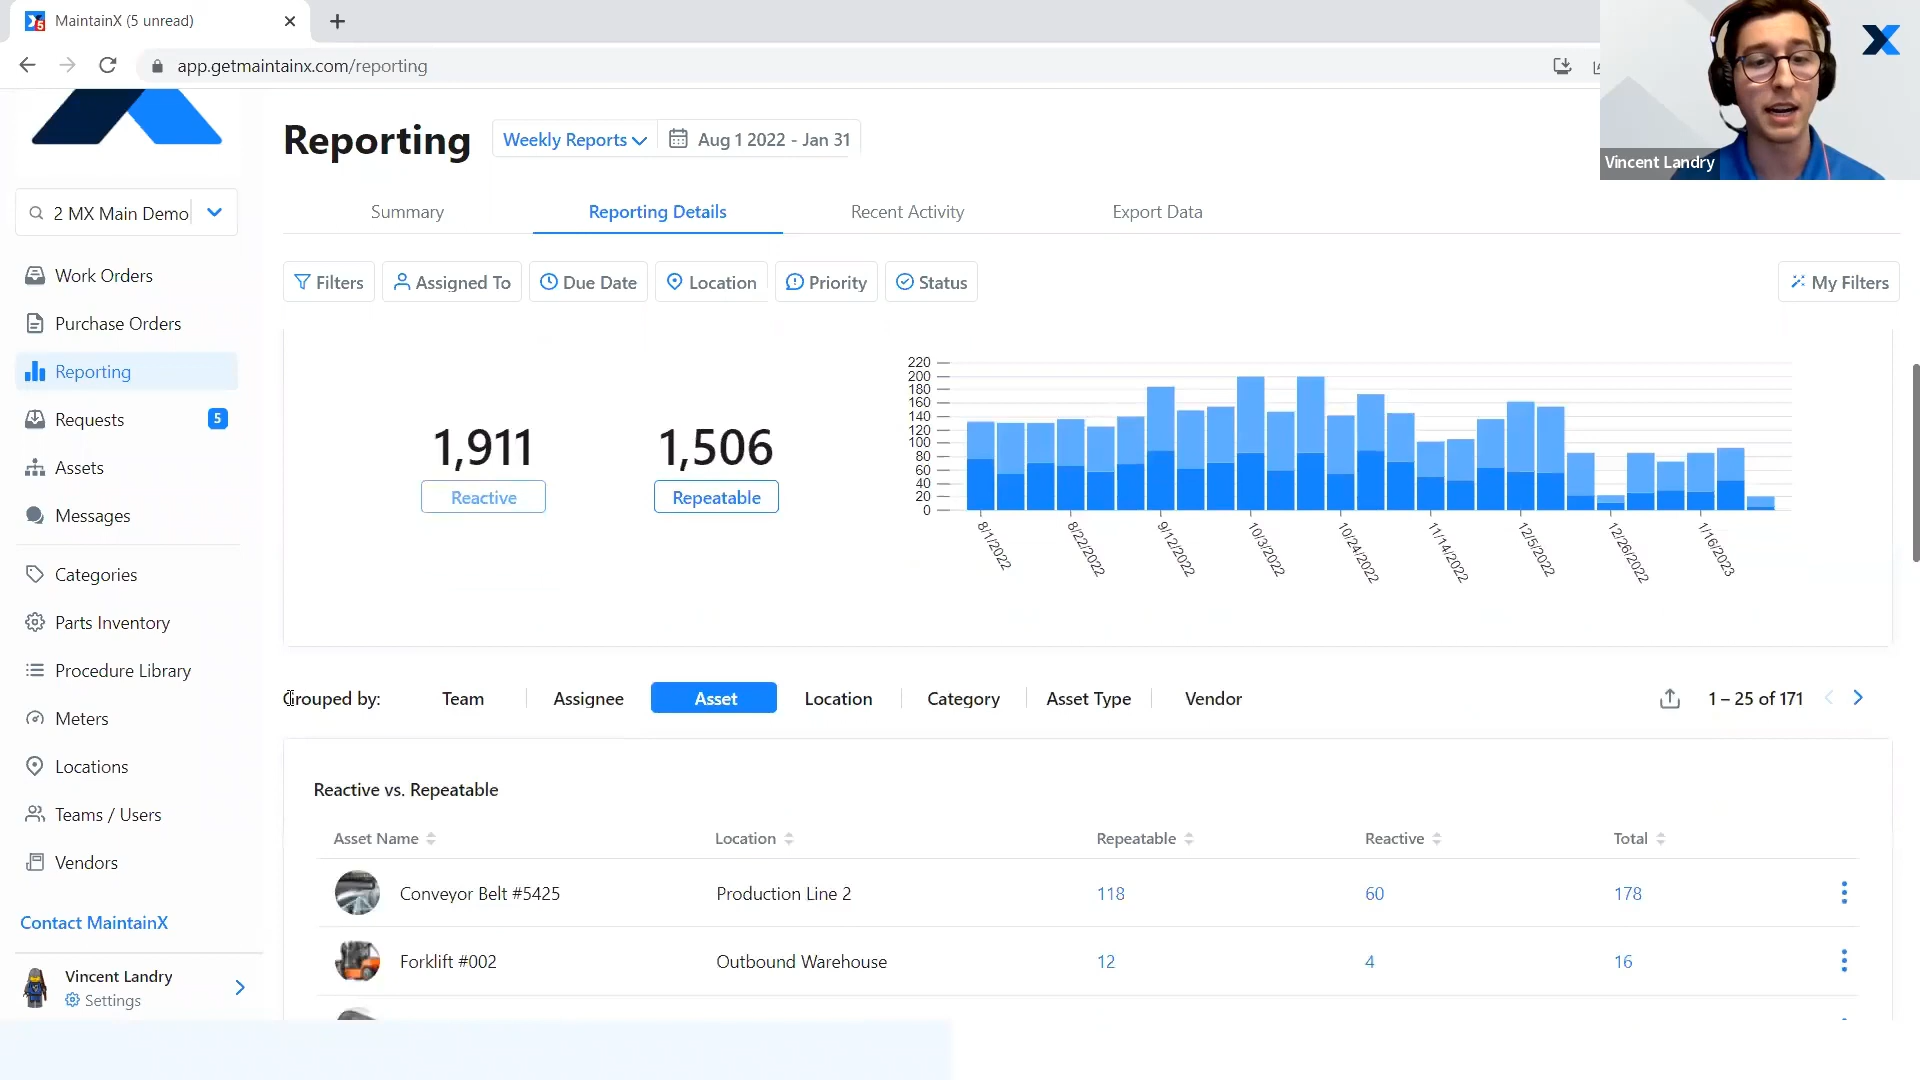 MaintainX (5 unread)
app.getmaintainx.com/reporting
Vincent Landry
Reporting
Weekly Reports
Aug 1 2022 - Jan 31
2 MX Main Demo
Summary
Reporting Details
Recent Activity
Export Data
Filters
Assigned To
Due Date
Location
Priority
Status
My Filters
Work Orders
Purchase Orders
Reporting
Requests
5
Assets
Messages
Categories
Parts Inventory
Procedure Library
Meters
Locations
Teams / Users
Vendors
Contact MaintainX
Vincent Landry
Settings
1,911
Reactive
1,506
Repeatable
220
200
180
160
140
120
100
80
60
40
20
0
8/1/2022
8/22/2022
9/12/2022
10/3/2022
10/24/2022
11/14/2022
12/5/2022
12/26/2022
1/16/2023
Grouped by:
Team
Assignee
Asset
Location
Category
Asset Type
Vendor
1 – 25 of 171
Reactive vs. Repeatable
Asset Name
Location
Repeatable
Reactive
Total
Conveyor Belt #5425
Production Line 2
118
60
178
Forklift #002
Outbound Warehouse
12
4
16